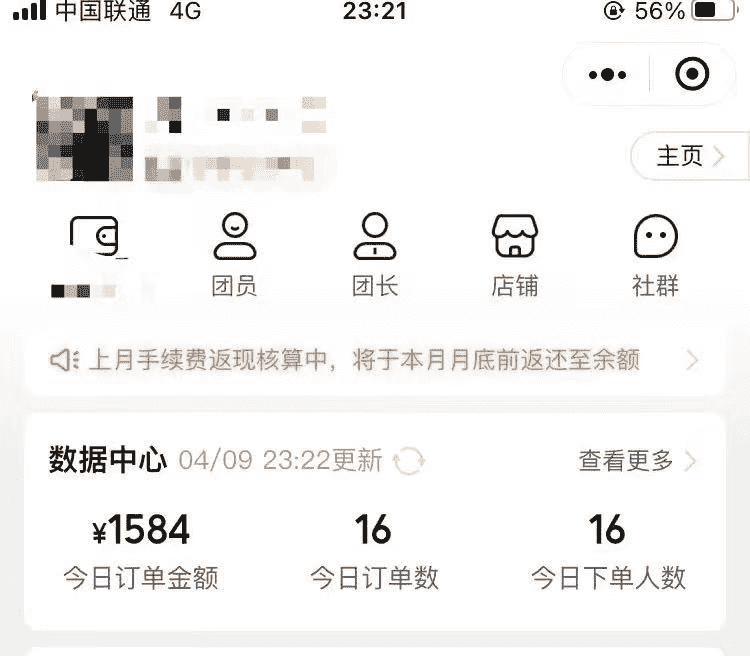 中国联通 4G 23:21 56%
主页
团员 团长 店铺 社群
上月手续费返现核算中，将于本月月底前返还至余额
数据中心 04/09 23:22更新 查看更多
¥1584 16 16
今日订单金额 今日订单数 今日下单人数